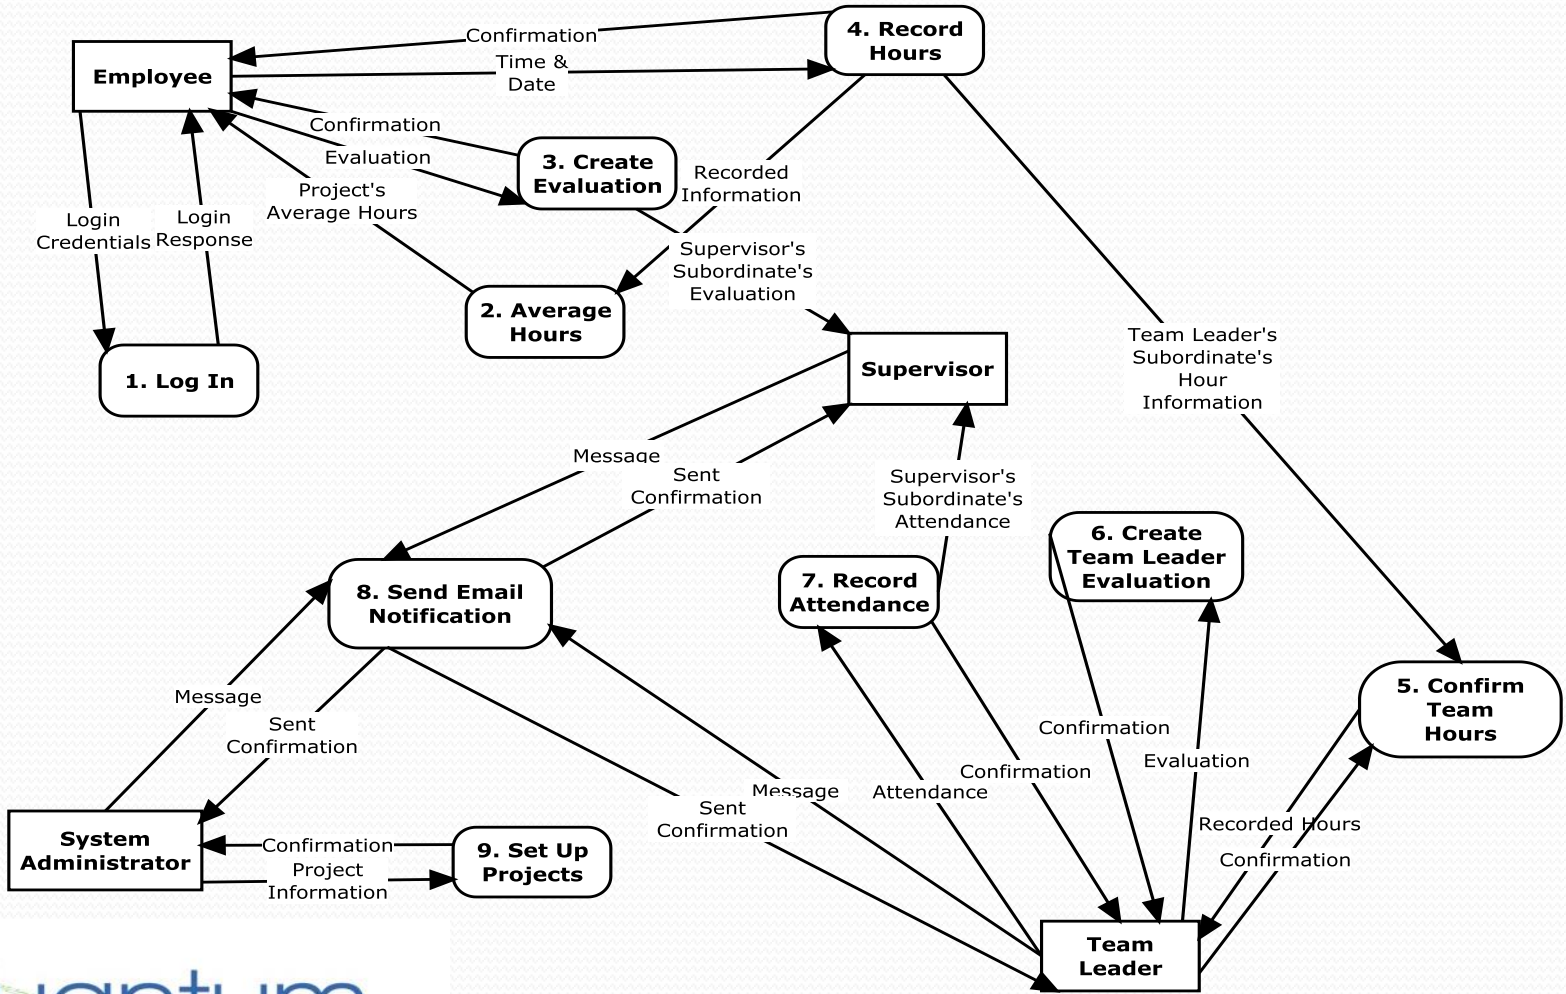 Confirmation
4. Record
Hours
Employee
Time &
Date
Confirmation
Evaluation
3. Create
Evaluation
Recorded
Information
Project's
Average Hours
Login
Credentials
Login
Response
Supervisor's
Subordinate's
Evaluation
2. Average
Hours
1. Log In
Supervisor
Team Leader's
Subordinate's
Hour
Information
Message
Sent
Confirmation
Supervisor's
Subordinate's
Attendance
6. Create
Team Leader
Evaluation
8. Send Email
Notification
7. Record
Attendance
5. Confirm
Team
Hours
Message
Sent
Confirmation
Confirmation
Evaluation
Confirmation
Message
Attendance
Sent
Confirmation
Recorded Hours
Confirmation
System
Administrator
Confirmation
Project
Information
9. Set Up
Projects
Team
Leader